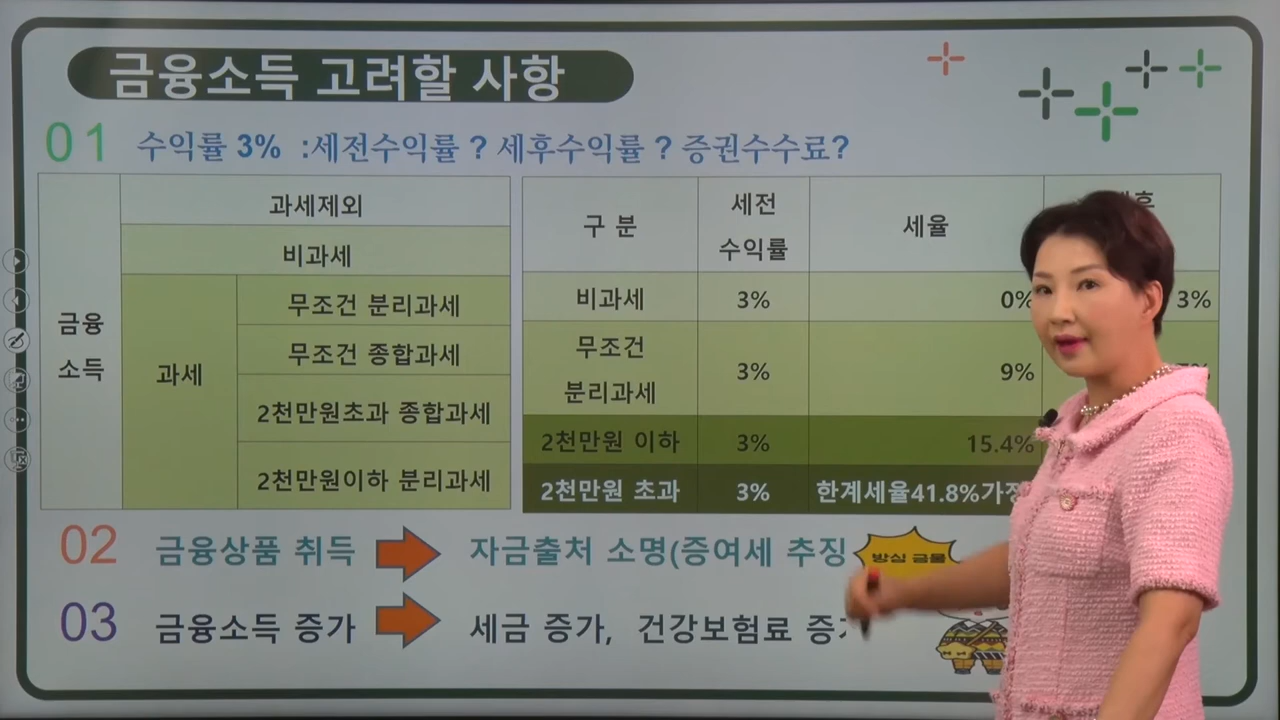 금융소득 고려할 사항
01 수익률 3% :세전수익률 ? 세후수익률 ? 증권수수료?
금융
소득
과세제외
비과세
과세
무조건 분리과세
무조건 종합과세
2천만원초과 종합과세
2천만원이하 분리과세
구 분
세전
수익률
세율
비과세 3% 0% 3%
무조건
분리과세
3% 9%
2천만원 이하 3% 15.4%
2천만원 초과 3% 한계세율41.8%가정
02 금융상품 취득 자금출처 소명(증여세 추징
방심 금물
03 금융소득 증가 세금 증가, 건강보험료